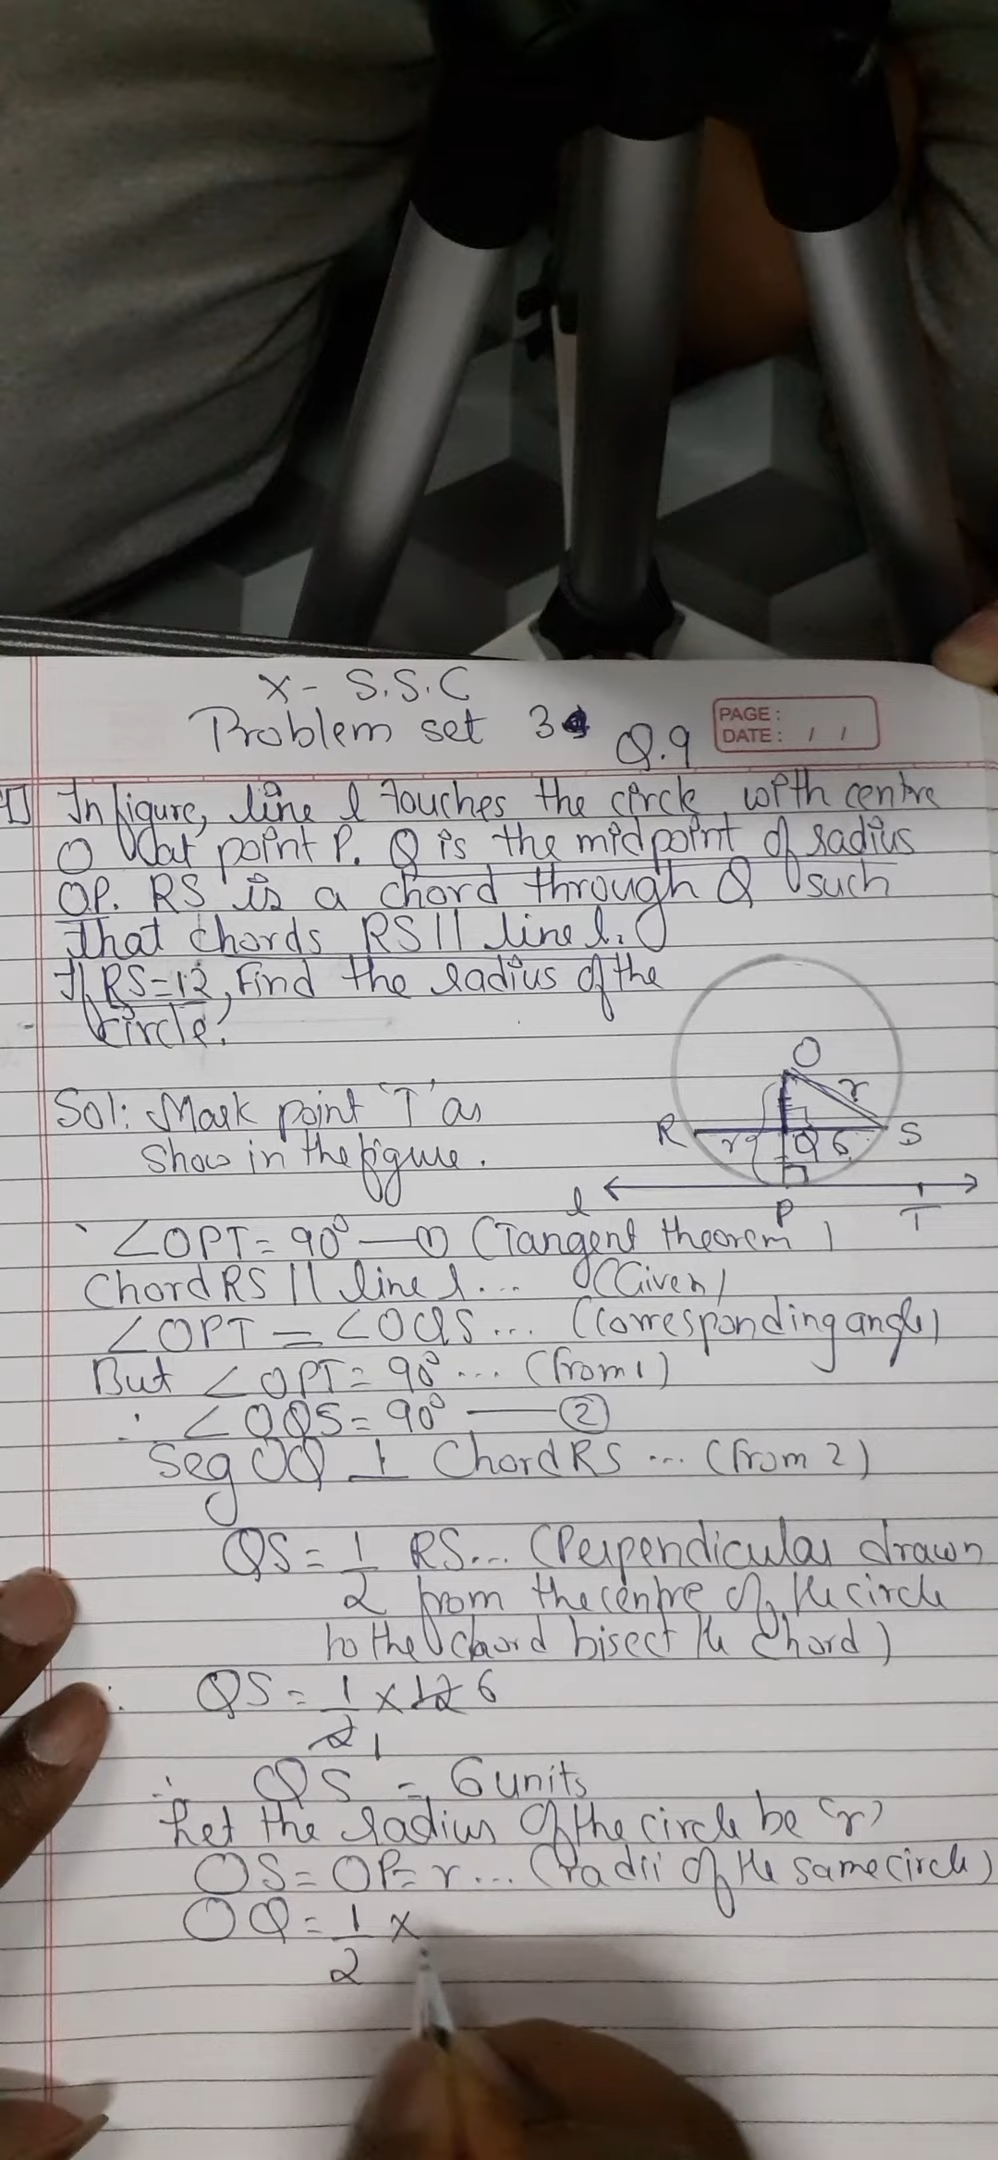 X- S.S.C
Problem set 3
Q.9
PAGE :
DATE : / /
In figure, line l touches the circle with centre
O at point P. Q is the midpoint of radius
OP. RS is a chord through Q such
that chords RS || line l.
If RS=12, Find the radius of the
circle.
O
r
R
Q 6
S
l
P
T
Sol: Mark point 'T' as
Show in the figure.
∠OPT = 90° — ① (Tangent theorem)
Chord RS || line l... (Given)
∠OPT = ∠OQS... (Corresponding angle)
But ∠OPT = 90° ... (from 1)
∴ ∠OQS = 90° — ②
Seg OQ ⊥ Chord RS ... (from 2)
QS = 1/2 RS... (Perpendicular drawn
from the centre of the circle
to the chord bisect the chord)
∴ QS = 1/2 1 × 12 6
∴ QS = 6 units
Let the radius of the circle be (r)
OS = OP = r ... (radii of the same circle)
OQ = 1/2 ×